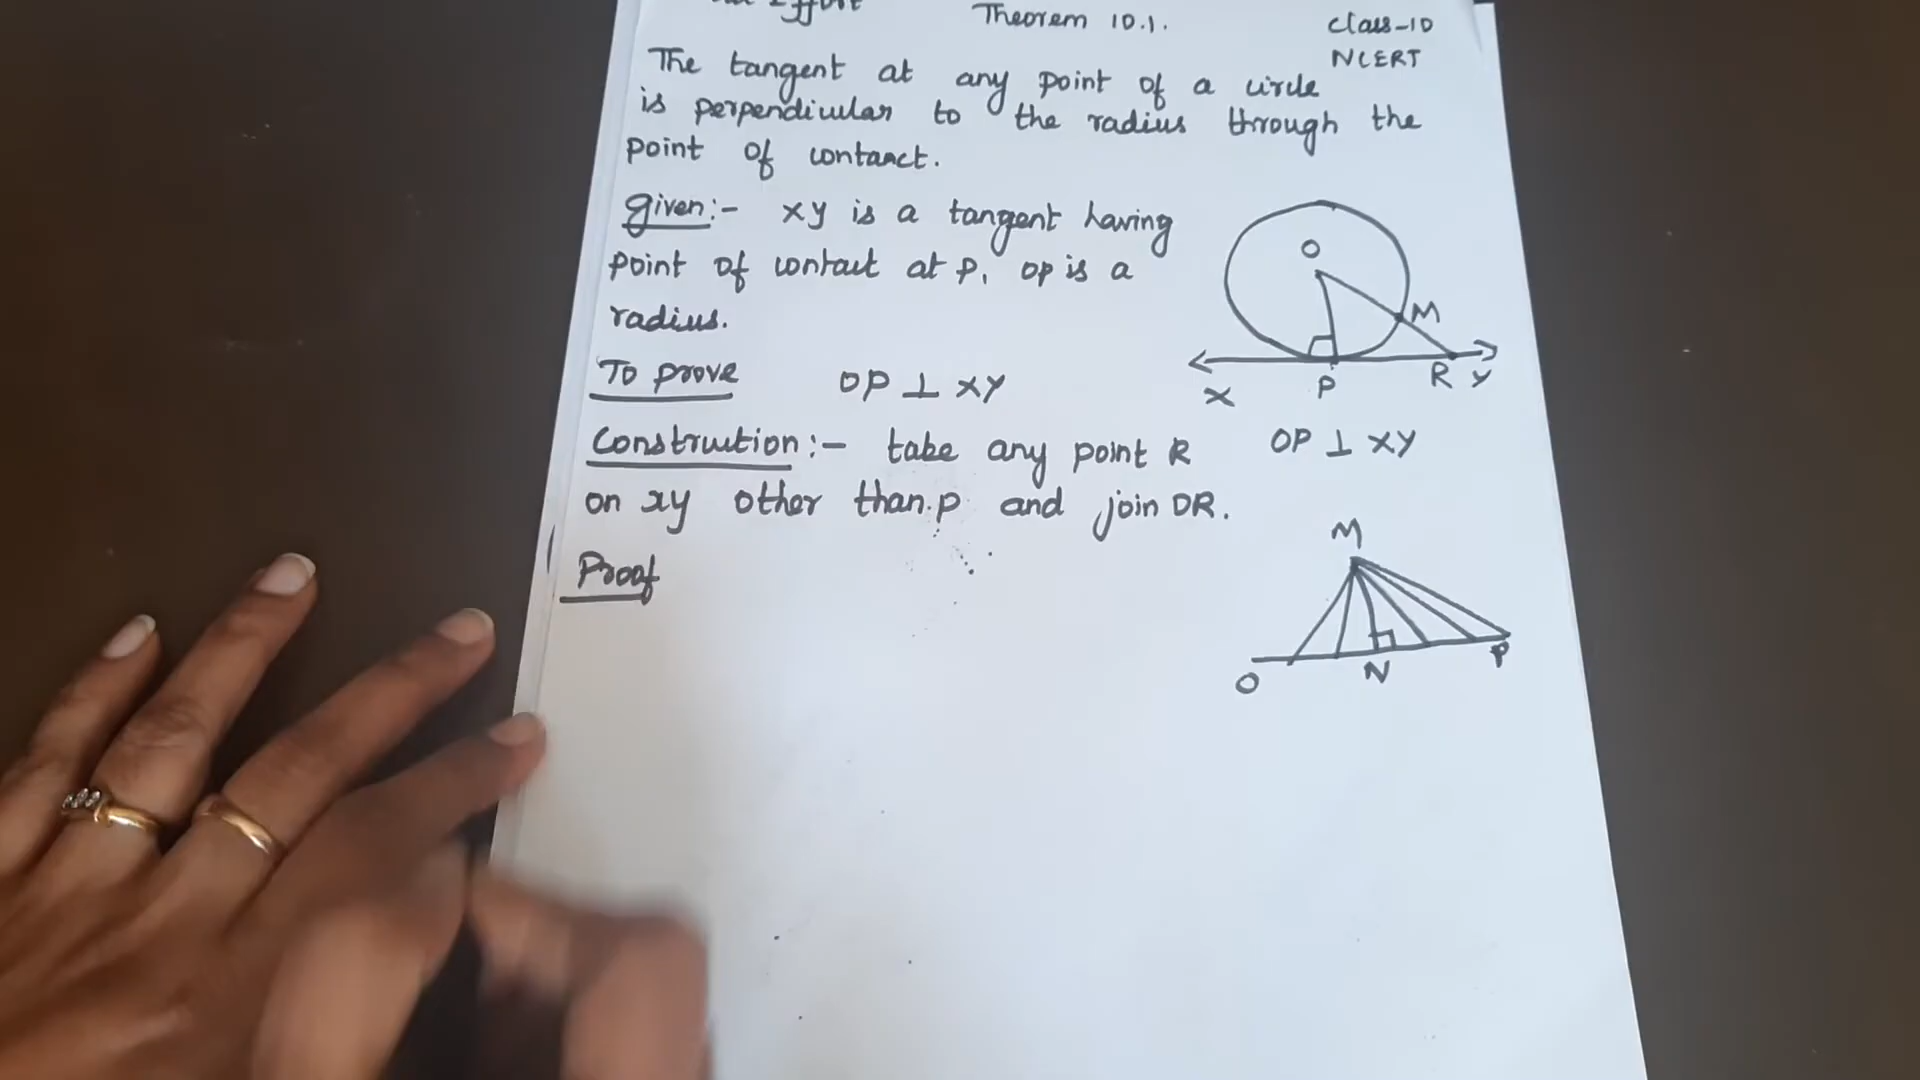 Effort Theorem 10.1. Class-10
NCERT
The tangent at any point of a circle
is perpendicular to the radius through the
point of contanct.
given:- xy is a tangent having
point of contact at P, OP is a
radius.
To prove OP ⊥ XY
Construction:- take any point R
on xy other than.p and join OR.
Proof
O
M
P
R y
x
OP ⊥ XY
M
O N P